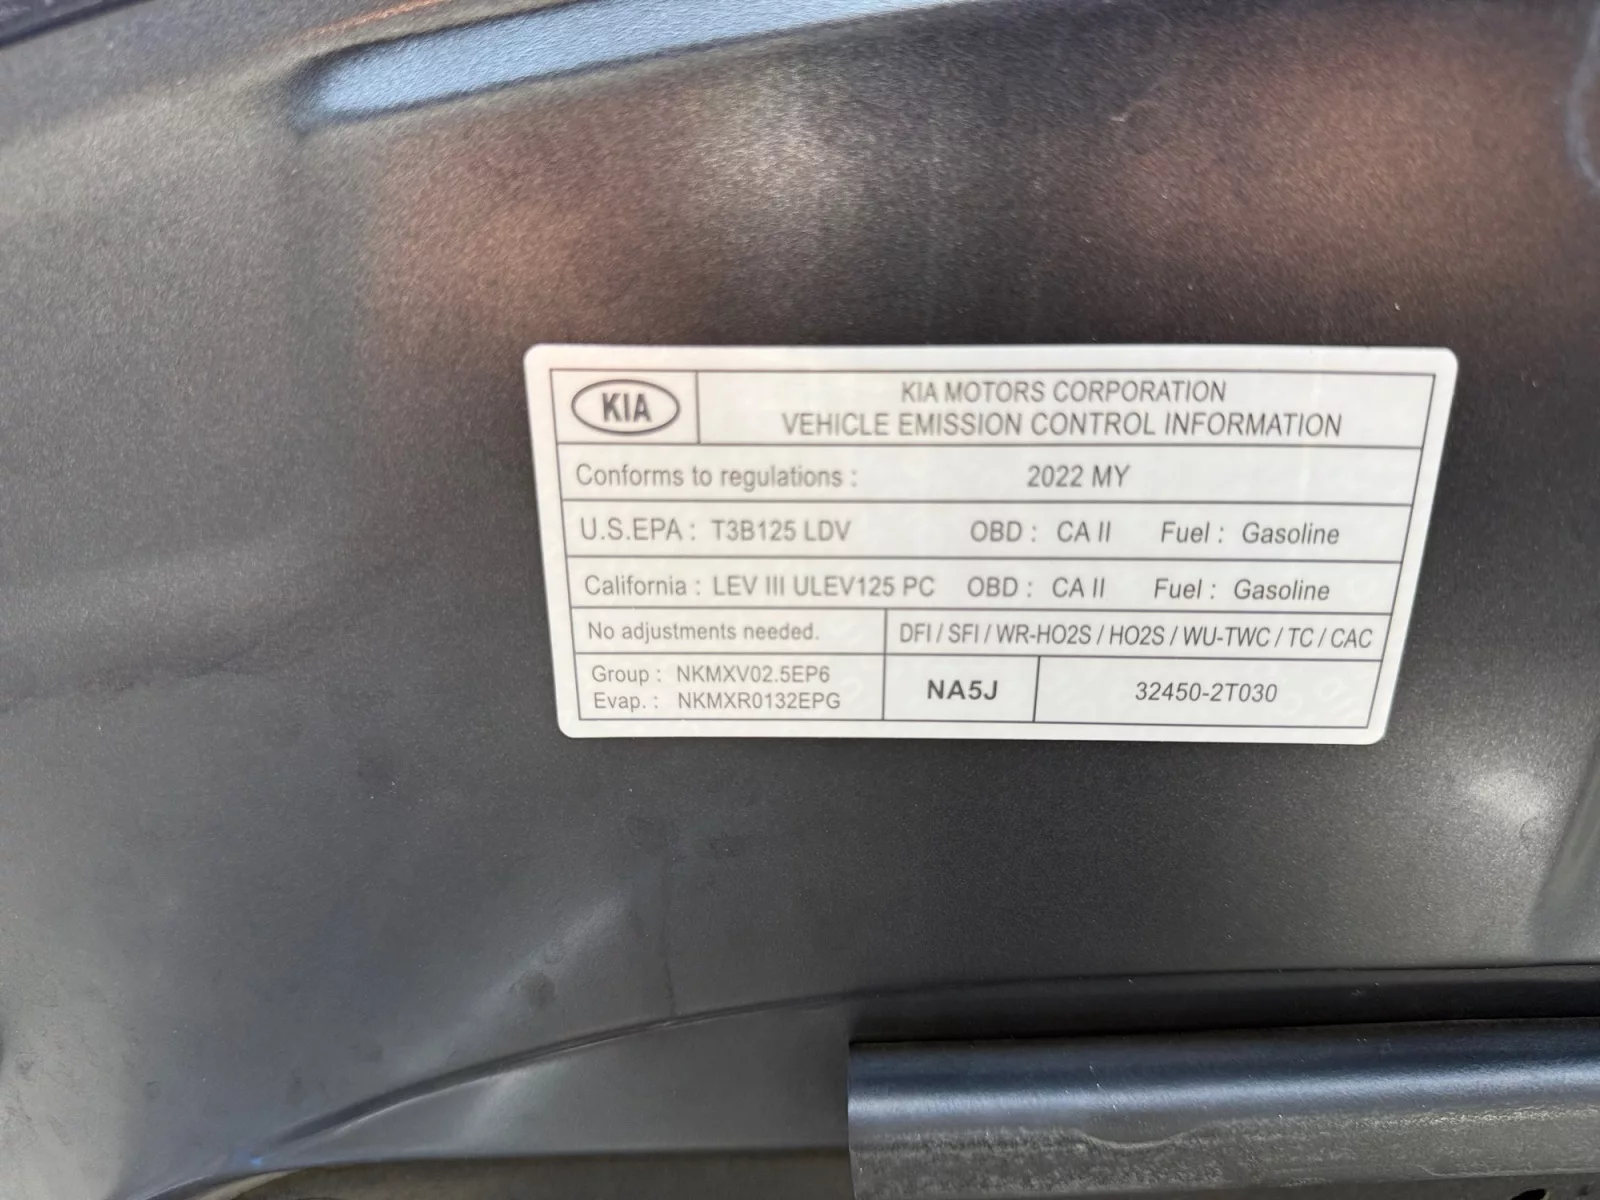 KIA
KIA MOTORS CORPORATION
VEHICLE EMISSION CONTROL INFORMATION
Conforms to regulations : 2022 MY
U.S.EPA : T3B125 LDV OBD : CA II Fuel : Gasoline
California : LEV III ULEV125 PC OBD : CA II Fuel : Gasoline
No adjustments needed. DFI / SFI / WR-HO2S / HO2S / WU-TWC / TC / CAC
Group : NKMXV02.5EP6
Evap. : NKMXR0132EPG
NA5J
32450-2T030